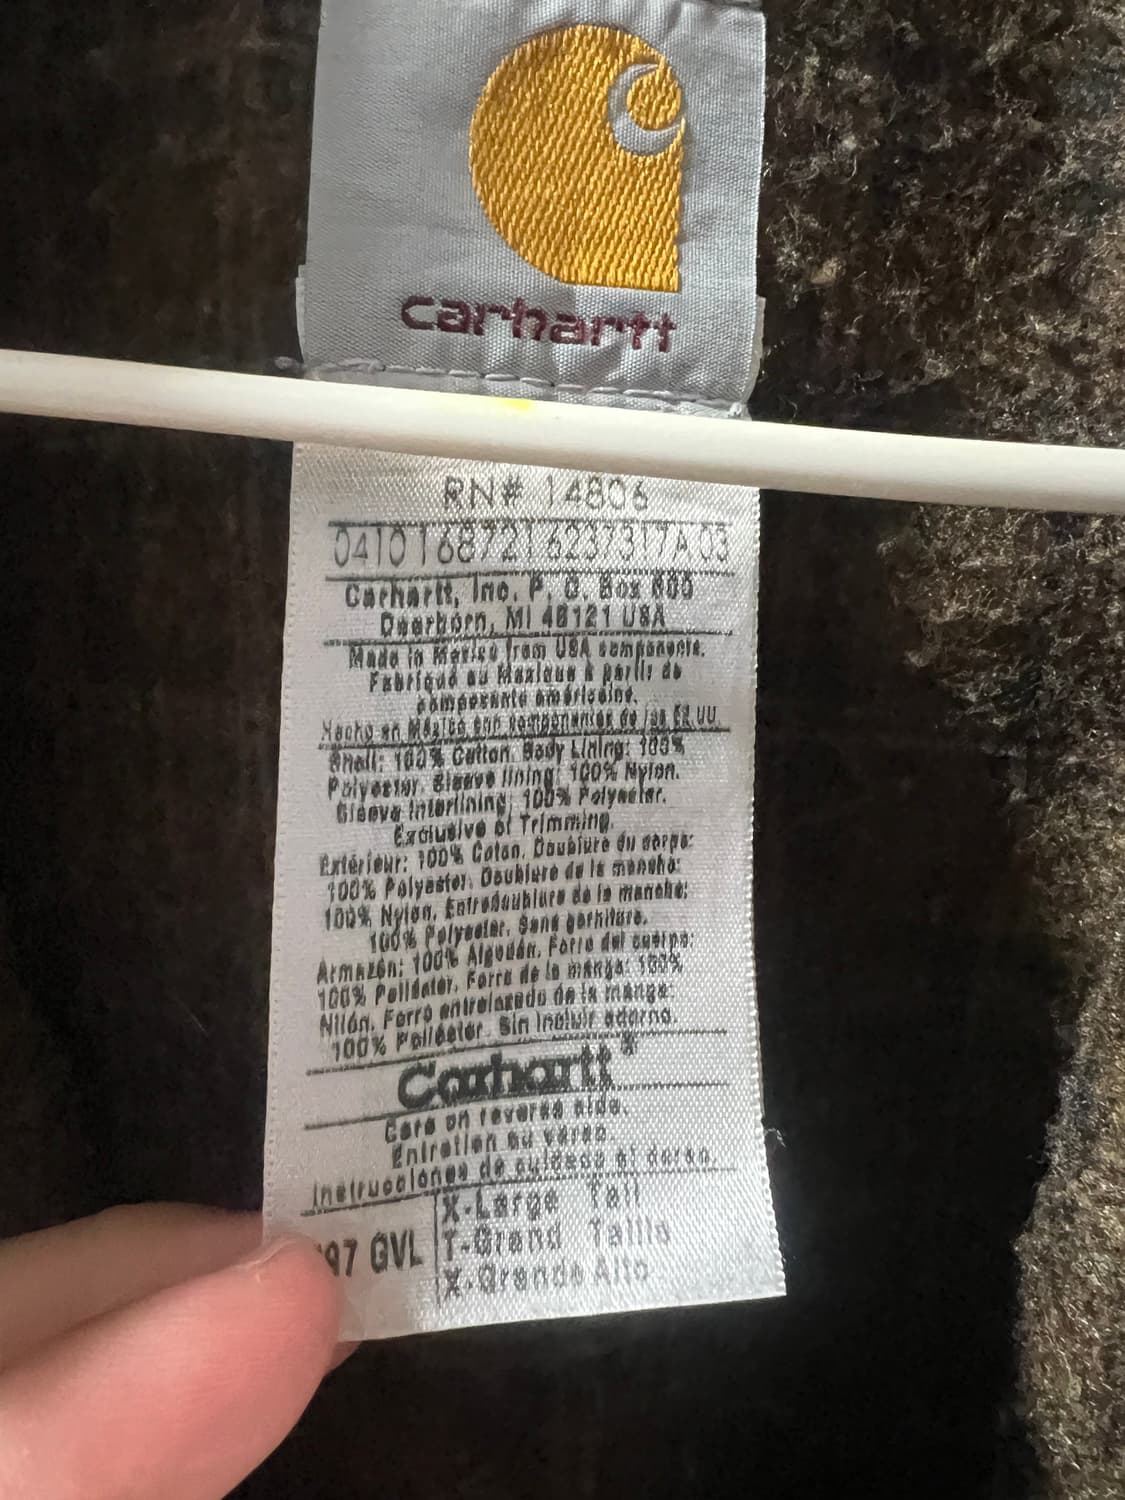 carhartt
RN# 14806
0410 1687216237317A 03
Carhartt, Inc. P. O. Box 600
Dearborn, MI 48121 USA
Made in Mexico from USA components.
Fabriqué au Mexique à partir de
composants américains.
Hecho en México con componentes de los EE.UU.
Shell: 100% Cotton. Body Lining: 100%
Polyester. Sleeve lining: 100% Nylon.
Sleeve Interlining: 100% Polyester.
Exclusive of Trimming.
Extérieur: 100% Coton. Doublure du corps:
100% Polyester. Doublure de la manche:
100% Nylon. Entredoublure de la manche:
100% Polyester. Sans garniture.
Armazón: 100% Algodón. Forro del cuerpo:
100% Poliéster. Forro de la manga: 100%
Nilón. Forro entrelazado de la manga:
100% Poliéster. Sin incluir adorno.
Carhartt®
Care on reverse side.
Entretien au verso.
Instrucciones de cuidado al dorso.
97 GVL
X-Large Tall
T-Grand Taille
X-Grande Alto